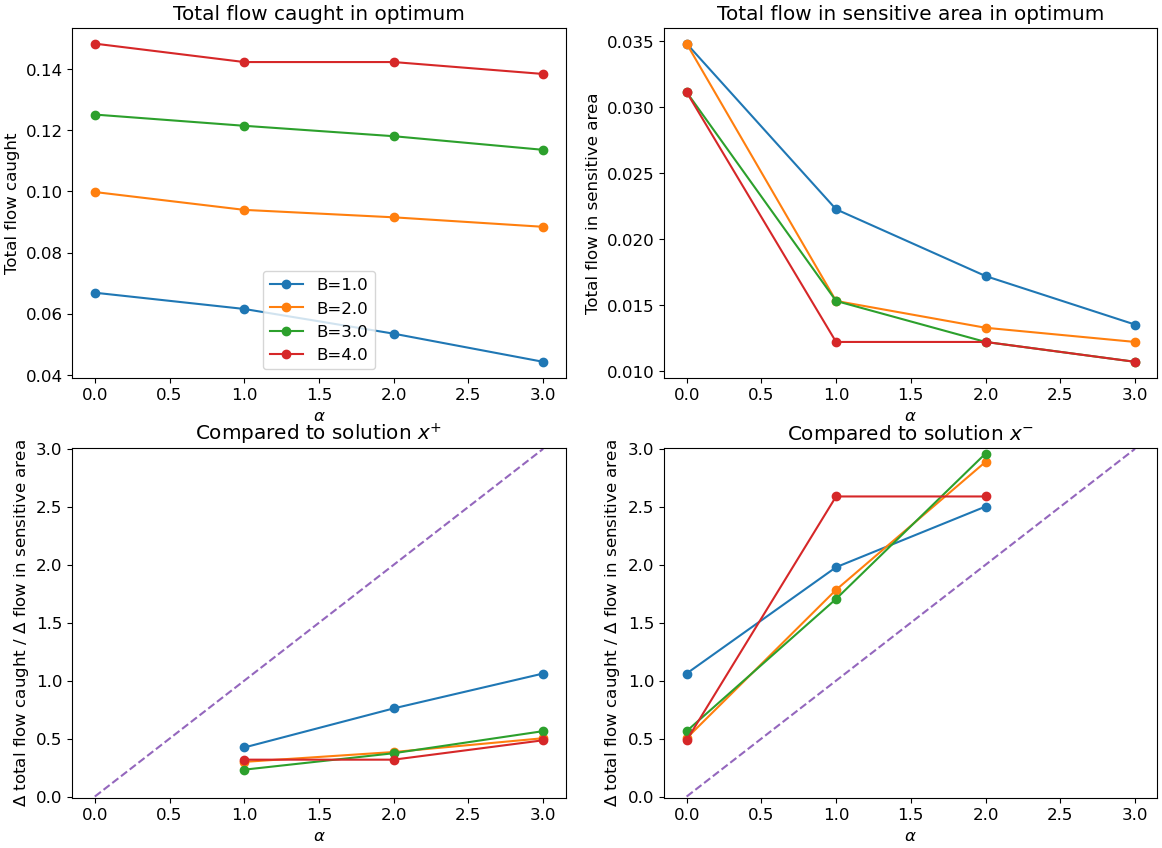 Total flow caught in optimum
Total flow caught
0.14
0.12
0.10
0.08
0.06
0.04
B=1.0
B=2.0
B=3.0
B=4.0
0.0 0.5 1.0 1.5 2.0 2.5 3.0
α
Total flow in sensitive area in optimum
Total flow in sensitive area
0.035
0.030
0.025
0.020
0.015
0.010
0.0 0.5 1.0 1.5 2.0 2.5 3.0
α
Compared to solution x⁺
Δ total flow caught / Δ flow in sensitive area
3.0
2.5
2.0
1.5
1.0
0.5
0.0
0.0 0.5 1.0 1.5 2.0 2.5 3.0
α
Compared to solution x⁻
Δ total flow caught / Δ flow in sensitive area
3.0
2.5
2.0
1.5
1.0
0.5
0.0
0.0 0.5 1.0 1.5 2.0 2.5 3.0
α